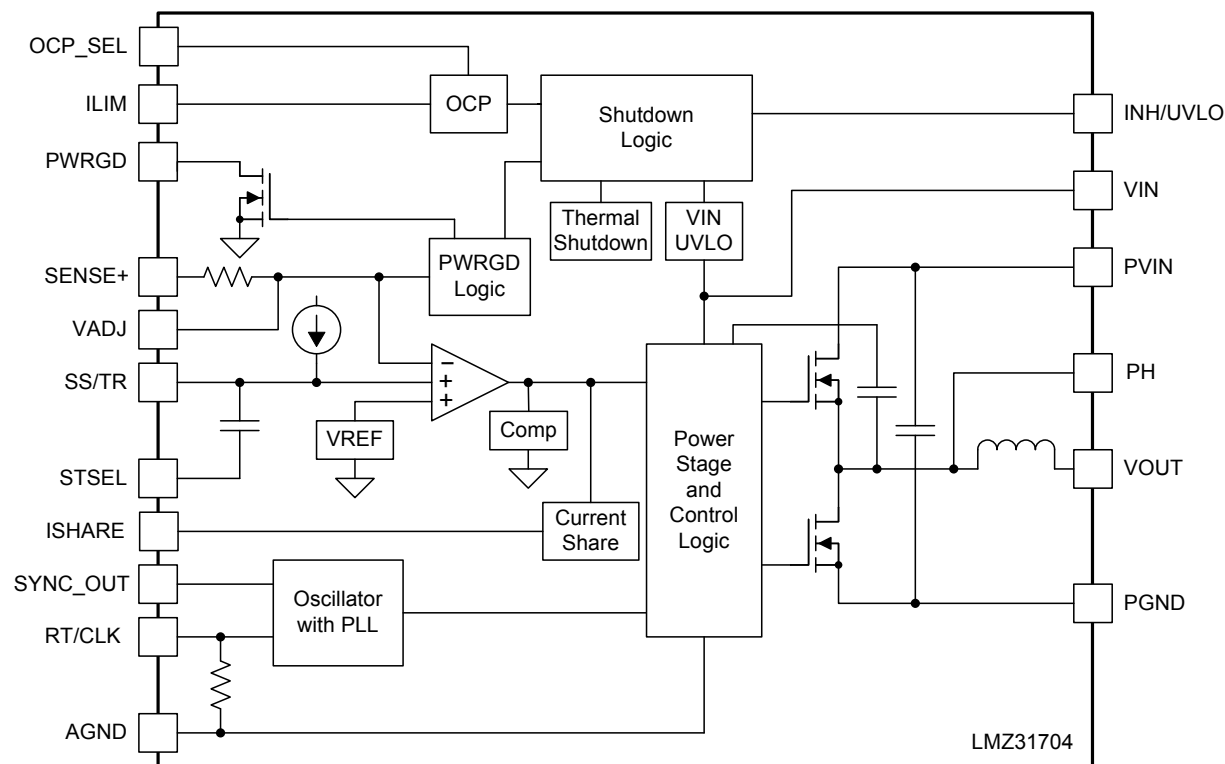 OCP_SEL
ILIM
PWRGD
SENSE+
VADJ
SS/TR
STSEL
ISHARE
SYNC_OUT
RT/CLK
AGND
OCP
Shutdown
Logic
Thermal
Shutdown
VIN
UVLO
PWRGD
Logic
−
+
+
VREF
Comp
Current
Share
Oscillator
with PLL
Power
Stage
and
Control
Logic
INH/UVLO
VIN
PVIN
PH
VOUT
PGND
LMZ31704